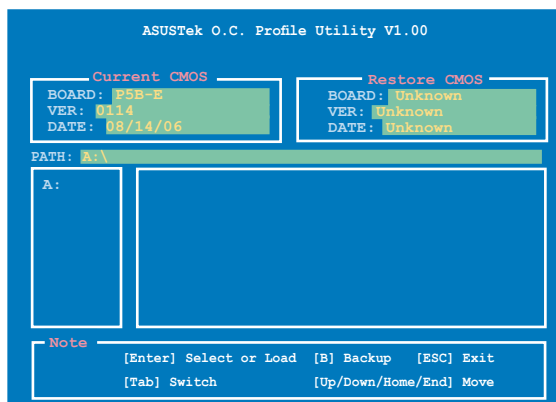 ASUSTek O.C. Profile Utility V1.00
Current CMOS
BOARD: P5B-E
VER: 0114
DATE: 08/14/06
Restore CMOS
BOARD: Unknown
VER: Unknown
DATE: Unknown
PATH: A:\
A:
Note
[Enter] Select or Load [B] Backup [ESC] Exit
[Tab] Switch [Up/Down/Home/End] Move